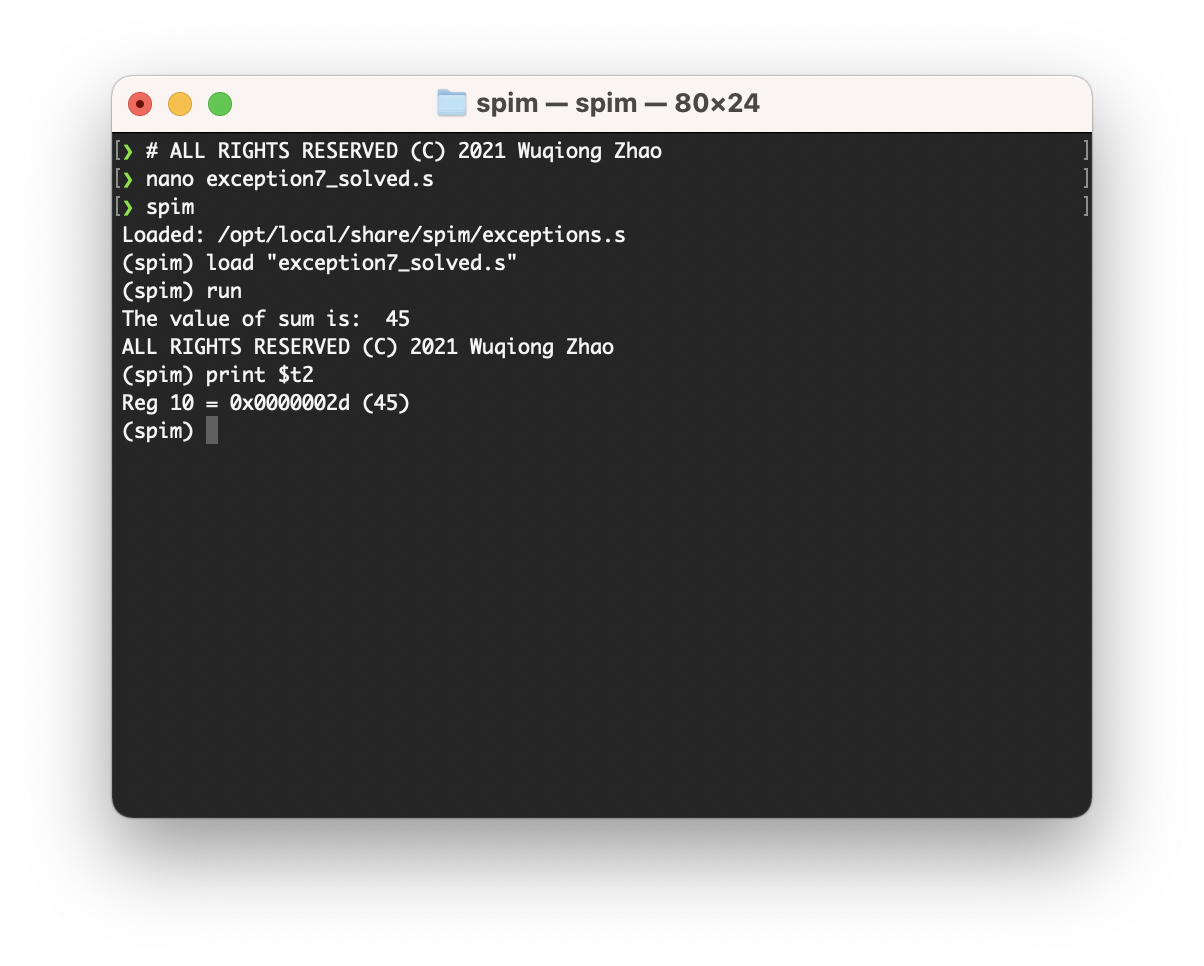 spim — spim — 80×24
[❯ # ALL RIGHTS RESERVED (C) 2021 Wuqiong Zhao ]
[❯ nano exception7_solved.s ]
[❯ spim ]
Loaded: /opt/local/share/spim/exceptions.s
(spim) load "exception7_solved.s"
(spim) run
The value of sum is:  45
ALL RIGHTS RESERVED (C) 2021 Wuqiong Zhao
(spim) print $t2
Reg 10 = 0x0000002d (45)
(spim)